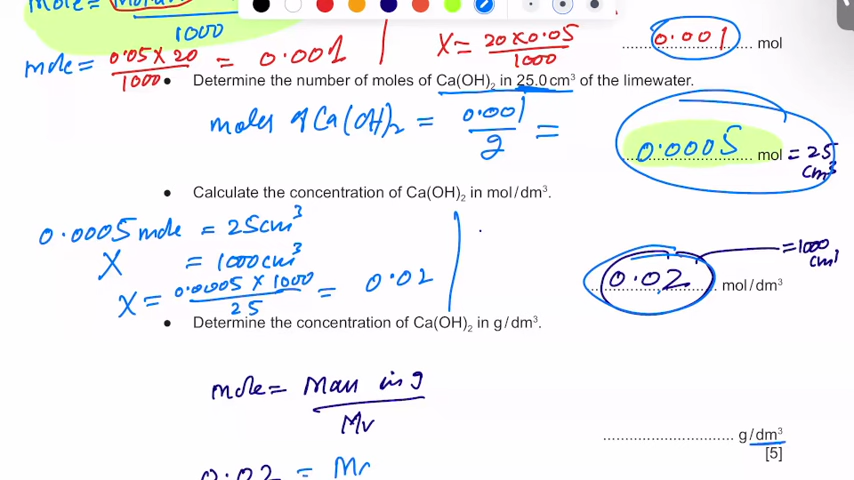 mole=
1000
mole = 0.05 X 20 / 1000 = 0.001
X = 20 X 0.05 / 1000
0.001 mol
• Determine the number of moles of Ca(OH)₂ in 25.0 cm³ of the limewater.
moles of Ca(OH)₂ = 0.001 / 2 =
0.0005 mol = 25 cm³
• Calculate the concentration of Ca(OH)₂ in mol/dm³.
0.0005 mole = 25cm³
X = 1000cm³
X = 0.0005 X 1000 / 25 = 0.02
0.02 mol/dm³
=1000 cm³
• Determine the concentration of Ca(OH)₂ in g/dm³.
mole = Mass in g / Mr
g/dm³
[5]
0.02 =